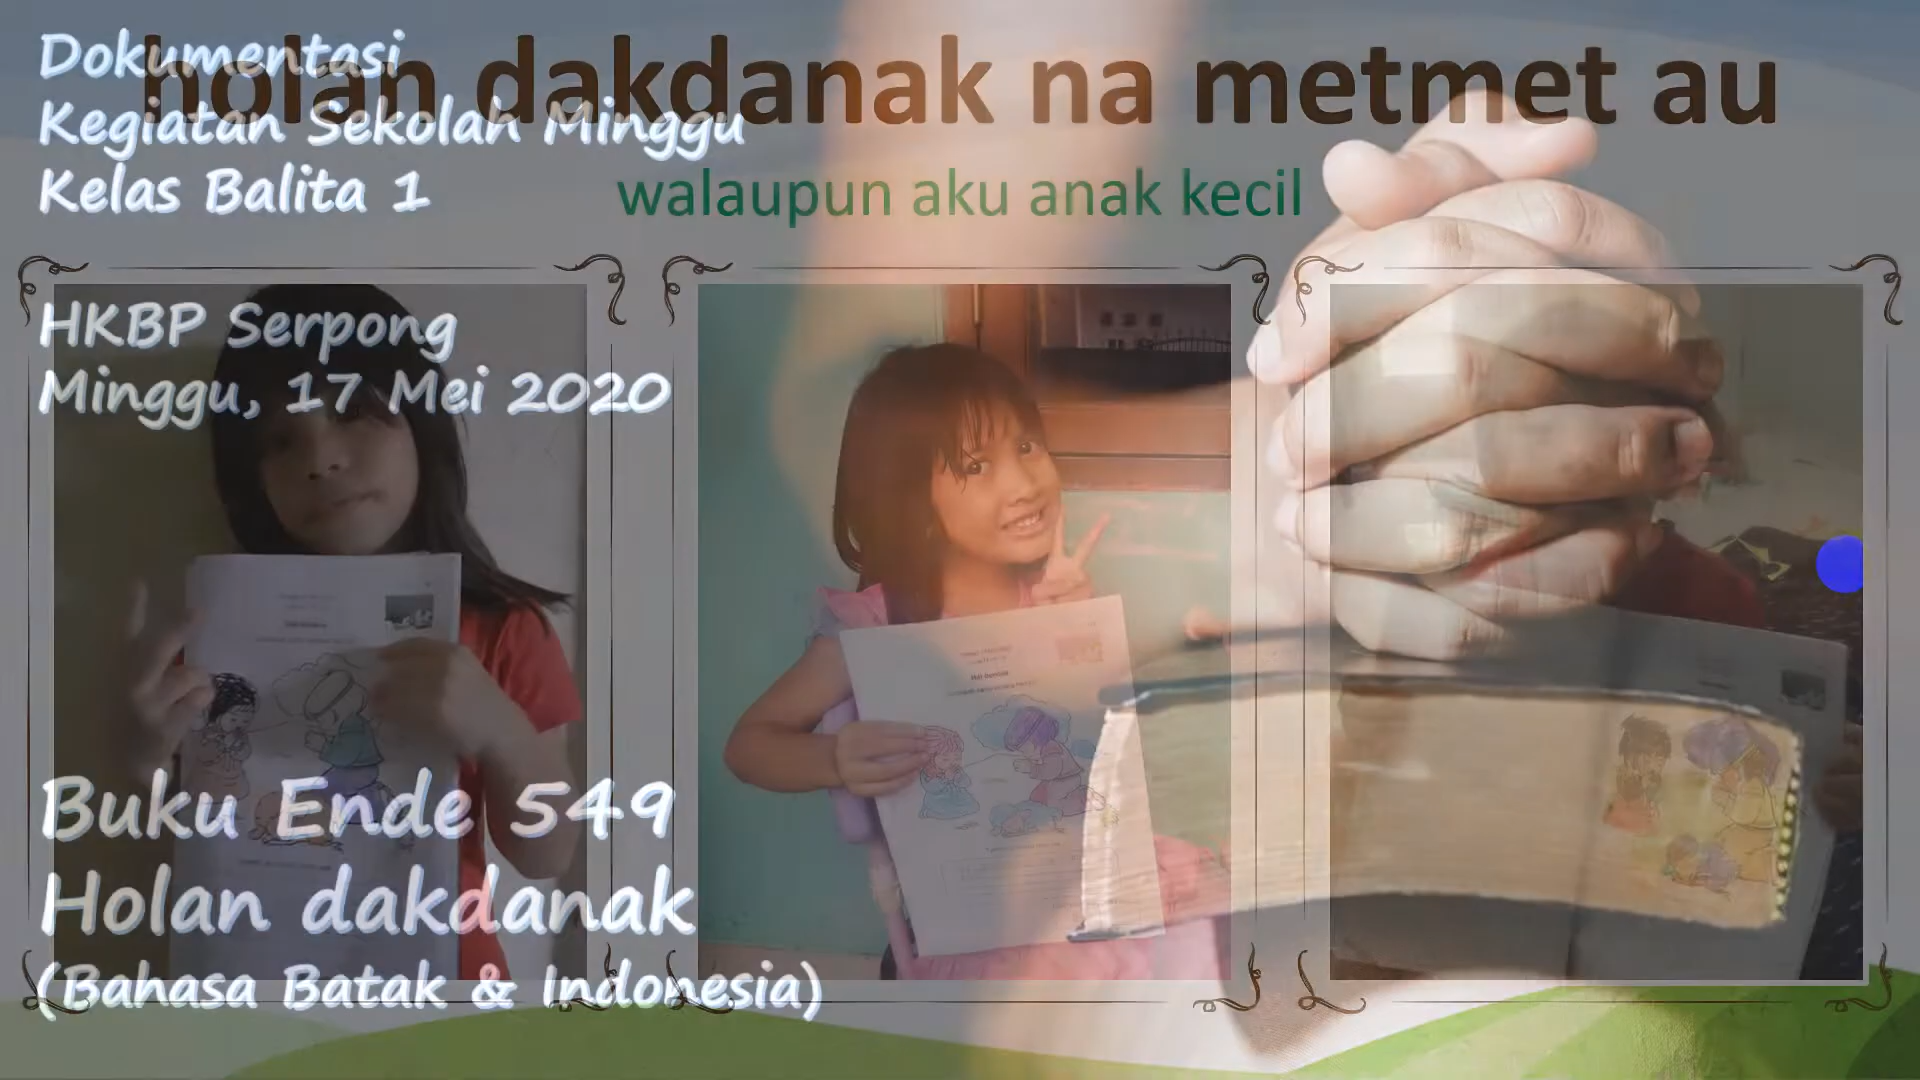 Dokumentasi
Kegiatan Sekolah Minggu
Kelas Balita 1
holan dakdanak na metmet au
walaupun aku anak kecil
HKBP Serpong
Minggu, 17 Mei 2020
Buku Ende 549
Holan dakdanak
(Bahasa Batak & Indonesia)